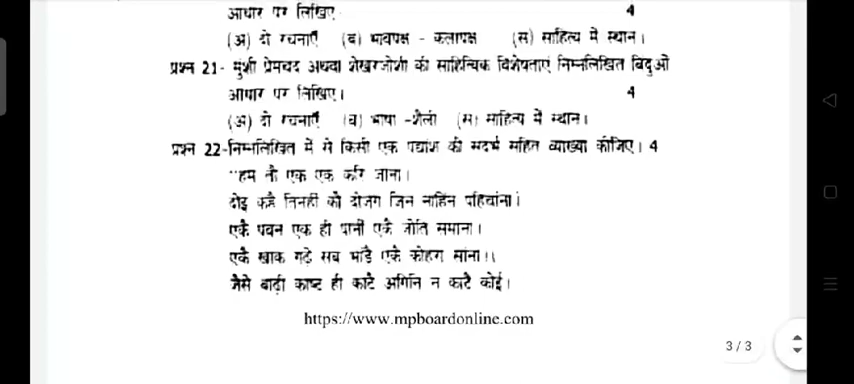 आधार पर लिखिए 4
(अ) दो रचनाएँ (ब) भावपक्ष - कलापक्ष (स) साहित्य में स्थान।
प्रश्न 21- मुंशी प्रेमचद अथवा शेखरजोशी की साहित्यिक विशेषताएं निम्नलिखित बिदुओ
आधार पर लिखिए। 4
(अ) दो रचनाएँ (ब) भाषा -शैली (स) साहित्य में स्थान।
प्रश्न 22-निम्नलिखित में से किसी एक पद्यांश की सदर्भ सहित व्याख्या कीजिए। 4
"हम तौ एक एक करि जाना।
दोइ कहै तिनहीं कौ दोजग जिन नाहिंन पहिचांना।
एकै पवन एक ही पानीं एकै जोति समाना।
एकै खाक गढ़े सब भाडै एकै कोहरा सांना।।
जैसे बाढ़ी काष्ट ही काटै अगिनि न काटै कोई।
https://www.mpboardonline.com
3 / 3